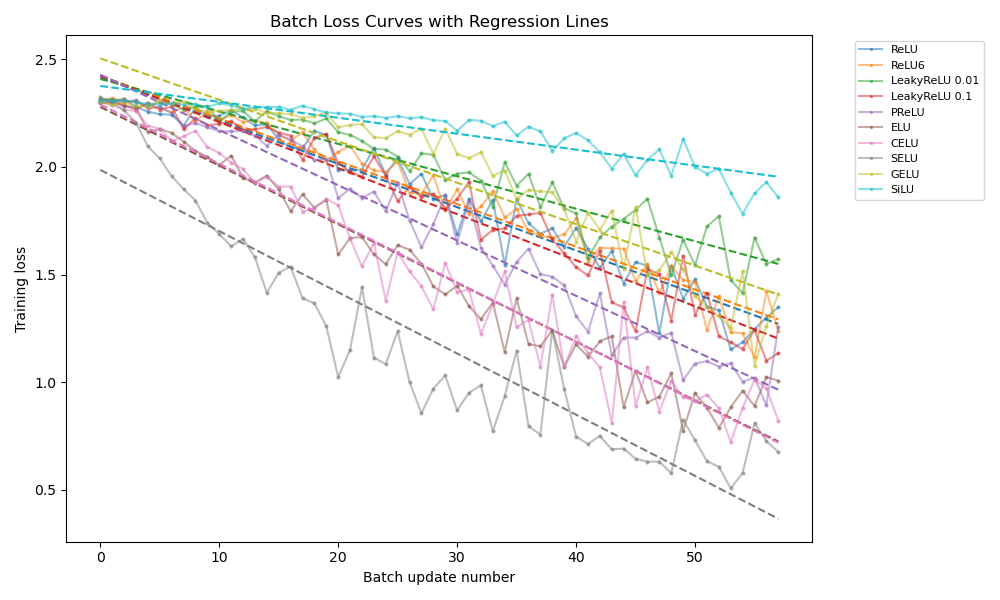 Batch Loss Curves with Regression Lines
2.5
2.0
1.5
1.0
0.5
Training loss
0 10 20 30 40 50
Batch update number
ReLU
ReLU6
LeakyReLU 0.01
LeakyReLU 0.1
PReLU
ELU
CELU
SELU
GELU
SiLU